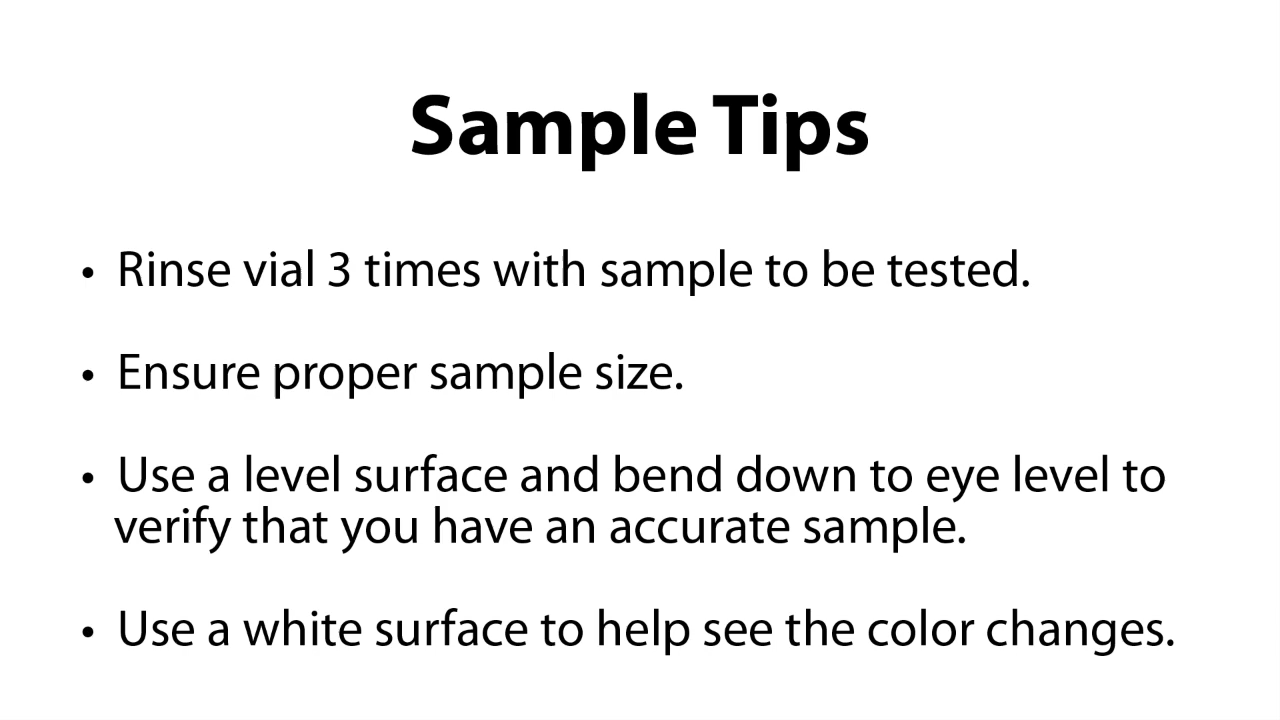 Sample Tips
• Rinse vial 3 times with sample to be tested.
• Ensure proper sample size.
• Use a level surface and bend down to eye level to
verify that you have an accurate sample.
• Use a white surface to help see the color changes.